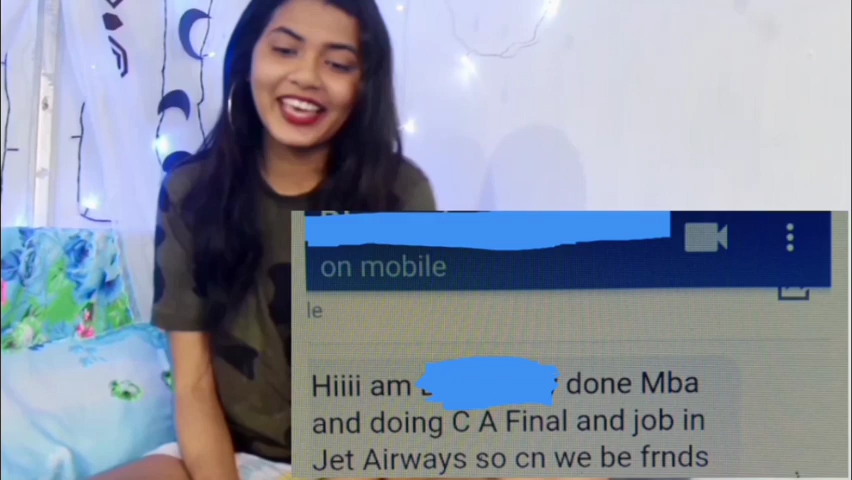 on mobile
le
Hiiii am done Mba
and doing C A Final and job in
Jet Airways so cn we be frnds